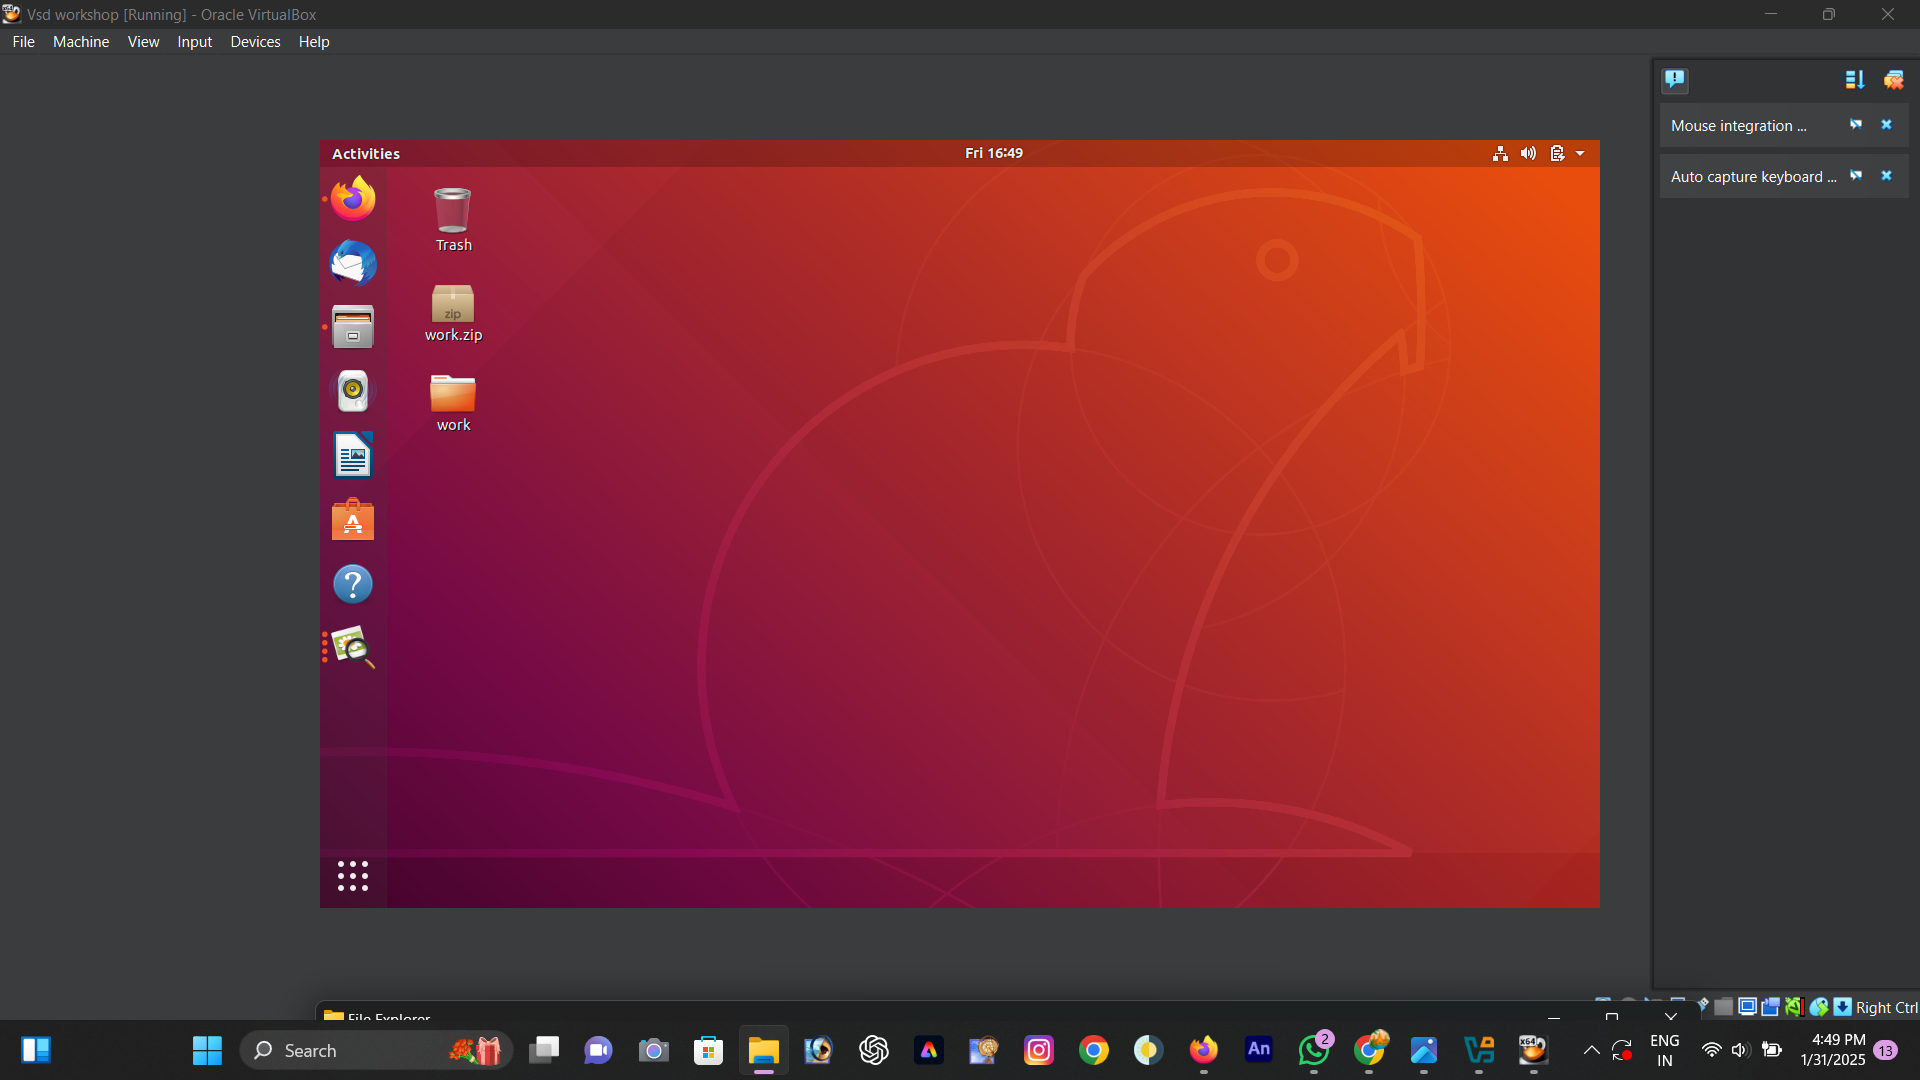 Vsd workshop [Running] - Oracle VirtualBox
File Machine View Input Devices Help
Mouse integration ...
Auto capture keyboard ...
Activities
Fri 16:49
Trash
zip
work.zip
work
File Explorer
Right Ctrl
Search
An
2
x64
ENG
IN
4:49 PM
1/31/2025
13